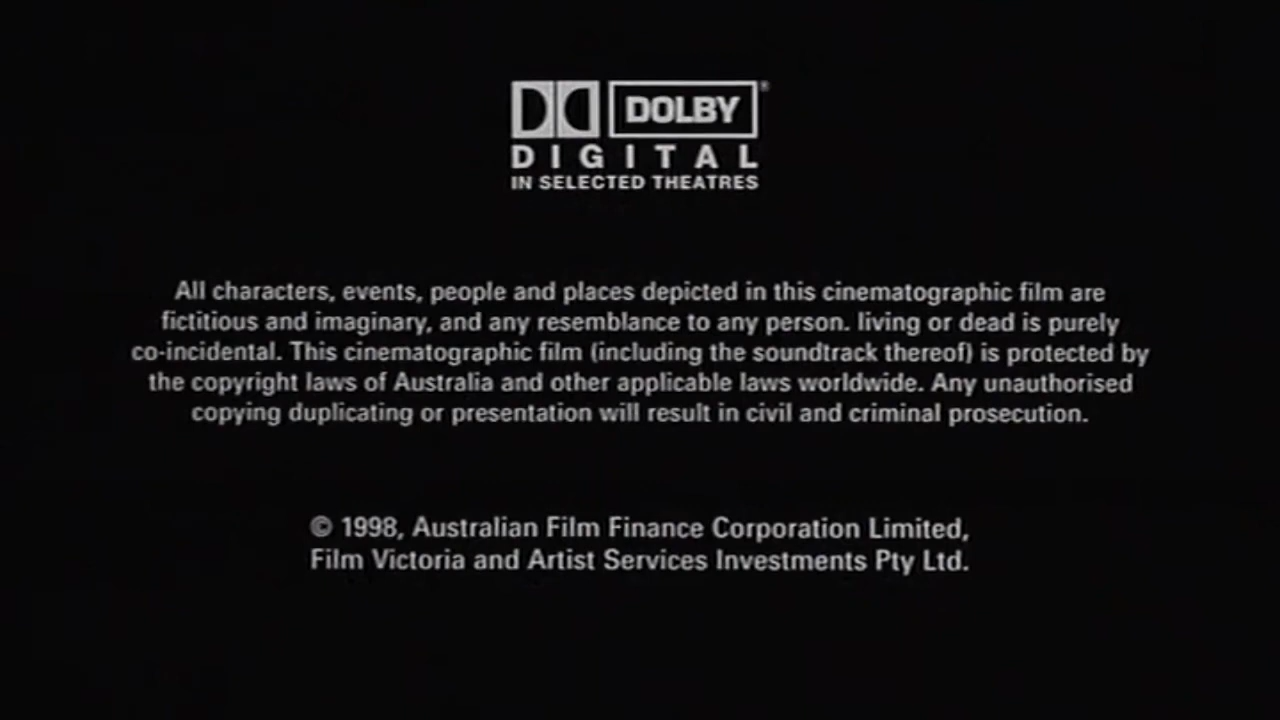 DOLBY®
DIGITAL
IN SELECTED THEATRES
All characters, events, people and places depicted in this cinematographic film are
fictitious and imaginary, and any resemblance to any person. living or dead is purely
co-incidental. This cinematographic film (including the soundtrack thereof) is protected by
the copyright laws of Australia and other applicable laws worldwide. Any unauthorised
copying duplicating or presentation will result in civil and criminal prosecution.
© 1998, Australian Film Finance Corporation Limited,
Film Victoria and Artist Services Investments Pty Ltd.